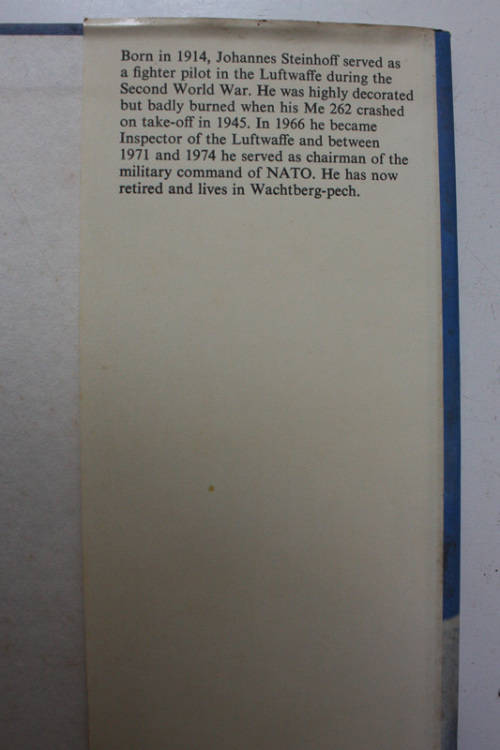 Born in 1914, Johannes Steinhoff served as
a fighter pilot in the Luftwaffe during the
Second World War. He was highly decorated
but badly burned when his Me 262 crashed
on take-off in 1945. In 1966 he became
Inspector of the Luftwaffe and between
1971 and 1974 he served as chairman of the
military command of NATO. He has now
retired and lives in Wachtberg-pech.